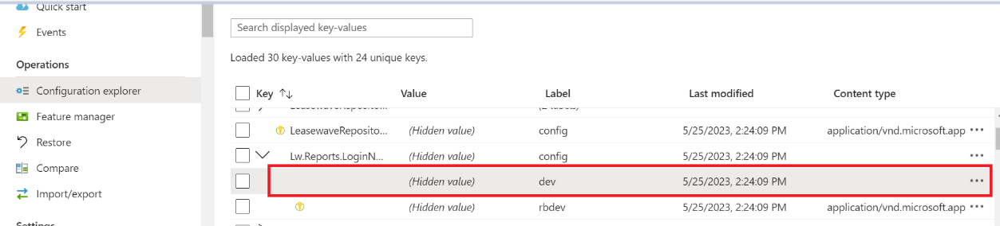 Quick start
Events
Operations
Configuration explorer
Feature manager
Restore
Compare
Import/export
Settings
Search displayed key-values
Loaded 30 key-values with 24 unique keys.
Key Value Label Last modified Content type
LeasewaveReposito... (2 labels)
LeasewaveReposito... (Hidden value) config 5/25/2023, 2:24:09 PM application/vnd.microsoft.app ...
Lw.Reports.LoginN... (Hidden value) config 5/25/2023, 2:24:09 PM ...
(Hidden value) dev 5/25/2023, 2:24:09 PM ...
(Hidden value) rbdev 5/25/2023, 2:24:09 PM application/vnd.microsoft.app ...